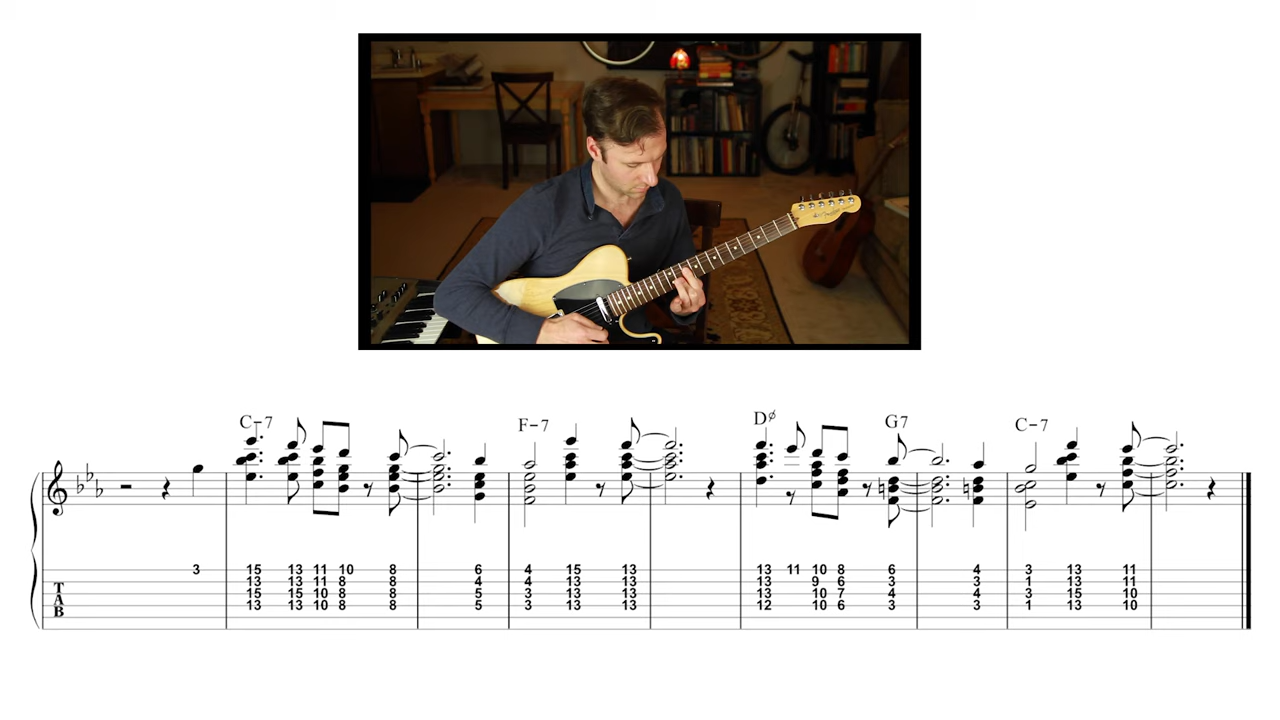 C-7 F-7 Dø G7 C-7
3 15 13 11 10 8 6 4 15 13 13 11 10 8 6 4 3 13 11
13 13 11 8 8 4 4 13 13 13 9 6 3 3 1 13 11
15 15 10 8 8 5 3 13 13 13 10 7 4 4 3 15 10
13 13 10 8 8 5 3 13 13 12 10 6 3 3 1 13 10
T
A
B